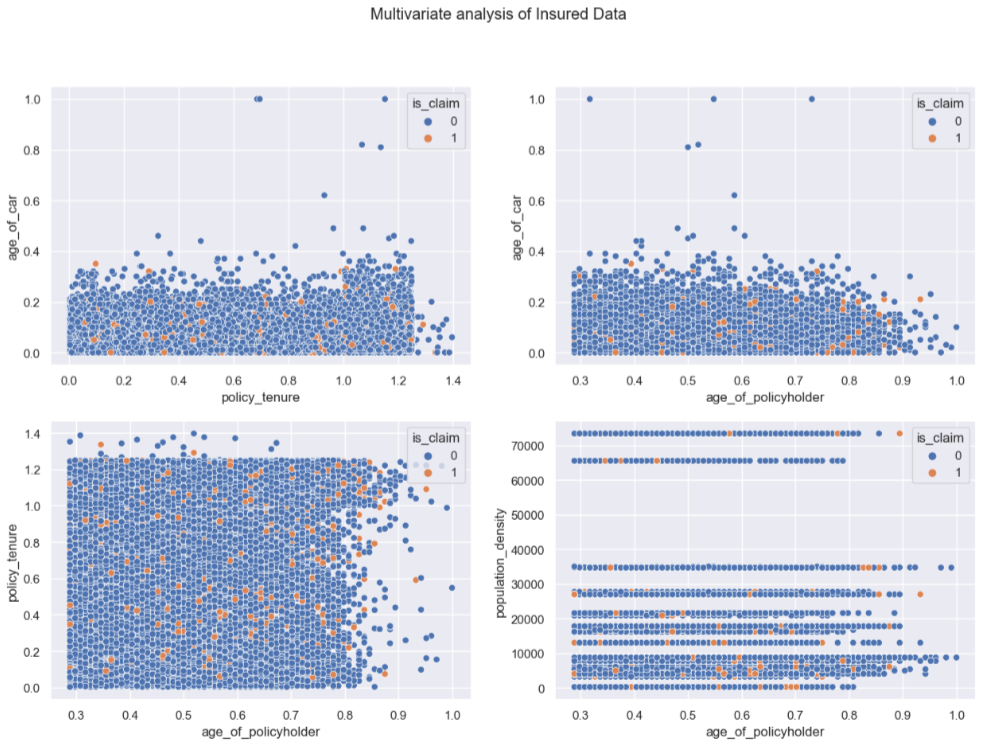 Multivariate analysis of Insured Data
1.0
0.8
0.6
0.4
0.2
0.0
age_of_car
is_claim
0
1
0.0 0.2 0.4 0.6 0.8 1.0 1.2 1.4
policy_tenure
1.0
0.8
0.6
0.4
0.2
0.0
age_of_car
is_claim
0
1
0.3 0.4 0.5 0.6 0.7 0.8 0.9 1.0
age_of_policyholder
1.4
1.2
1.0
0.8
0.6
0.4
0.2
0.0
policy_tenure
is_claim
0
1
0.3 0.4 0.5 0.6 0.7 0.8 0.9 1.0
age_of_policyholder
70000
60000
50000
40000
30000
20000
10000
0
population_density
is_claim
0
1
0.3 0.4 0.5 0.6 0.7 0.8 0.9 1.0
age_of_policyholder